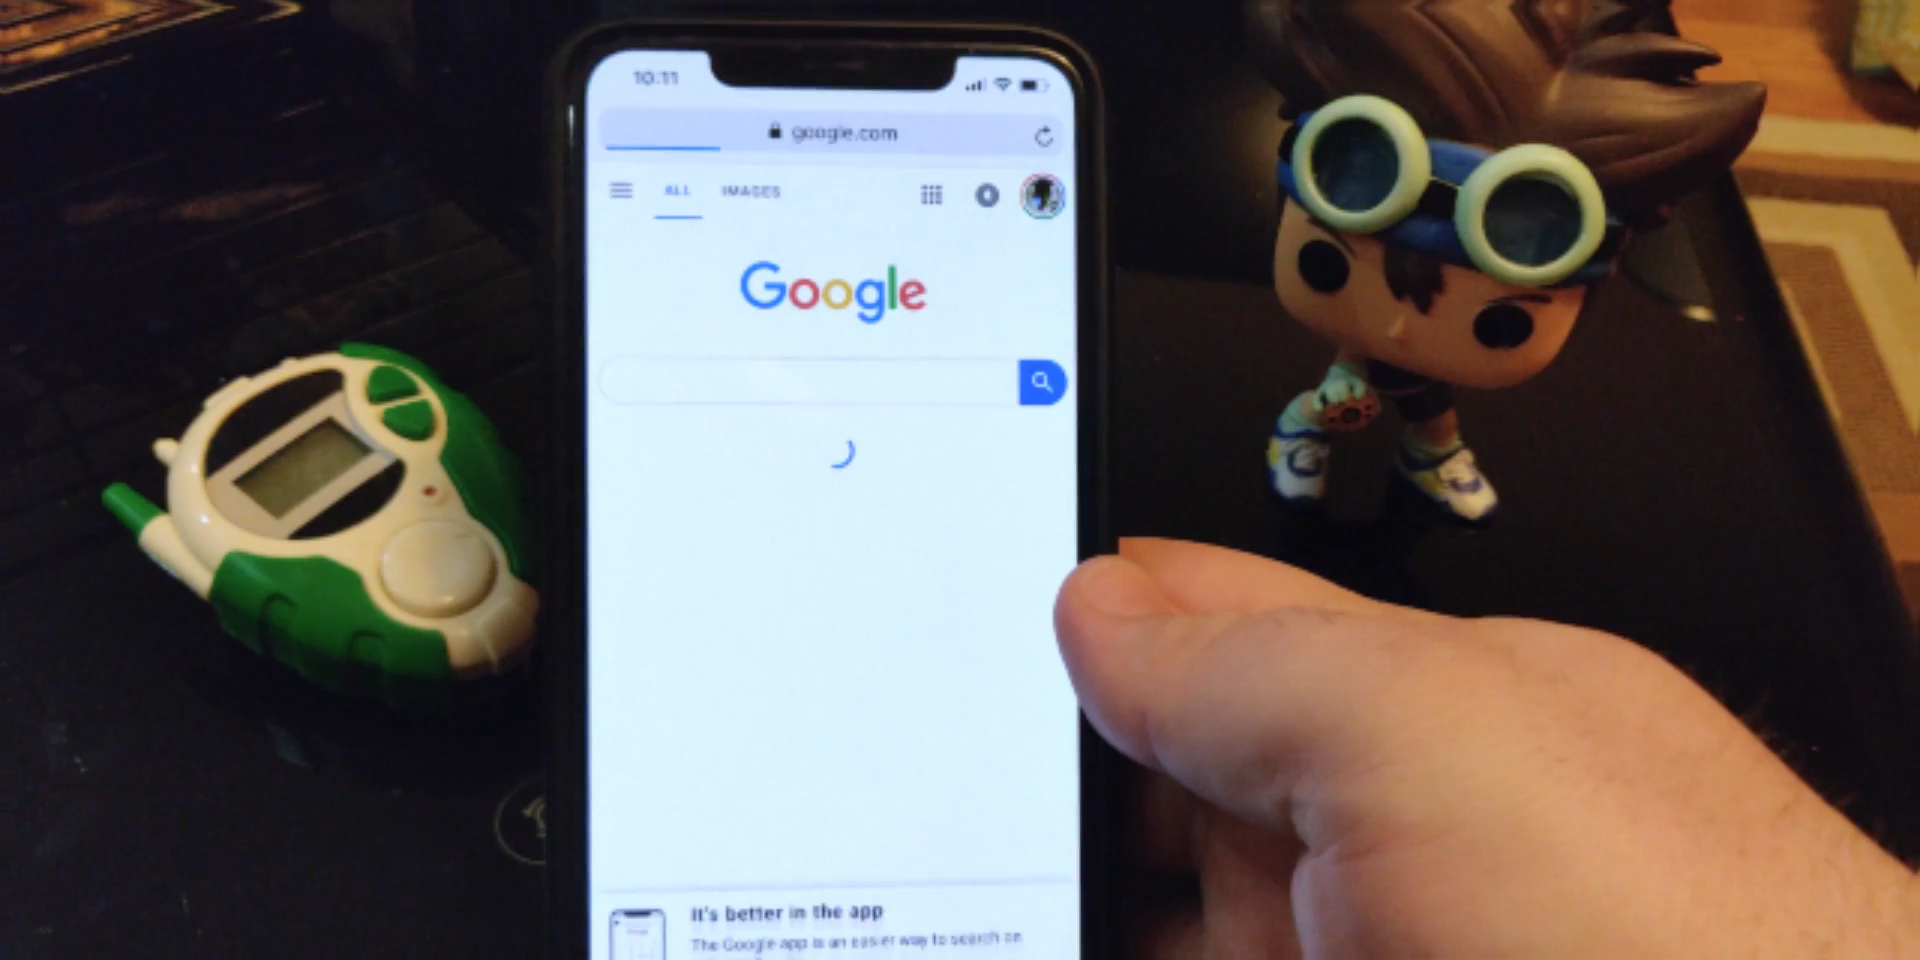 10:11
google.com
ALL IMAGES
Google
It's better in the app
The Google app is an easier way to search on